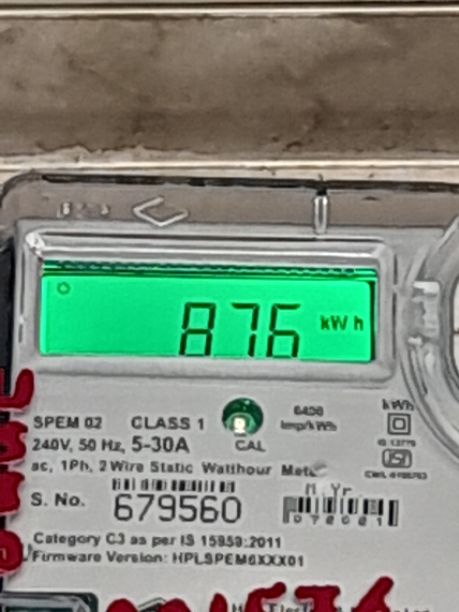 876 kWh
SPEM 02 CLASS 1
240V, 50 Hz, 5-30A
CAL
imp/kWh
kWh
ac, 1Ph, 2 Wire Static Watthour
S. No. 679560
M Yr
Category C3 as per IS 15959:2011
Firmware Version: HPLSPEM6XXX01